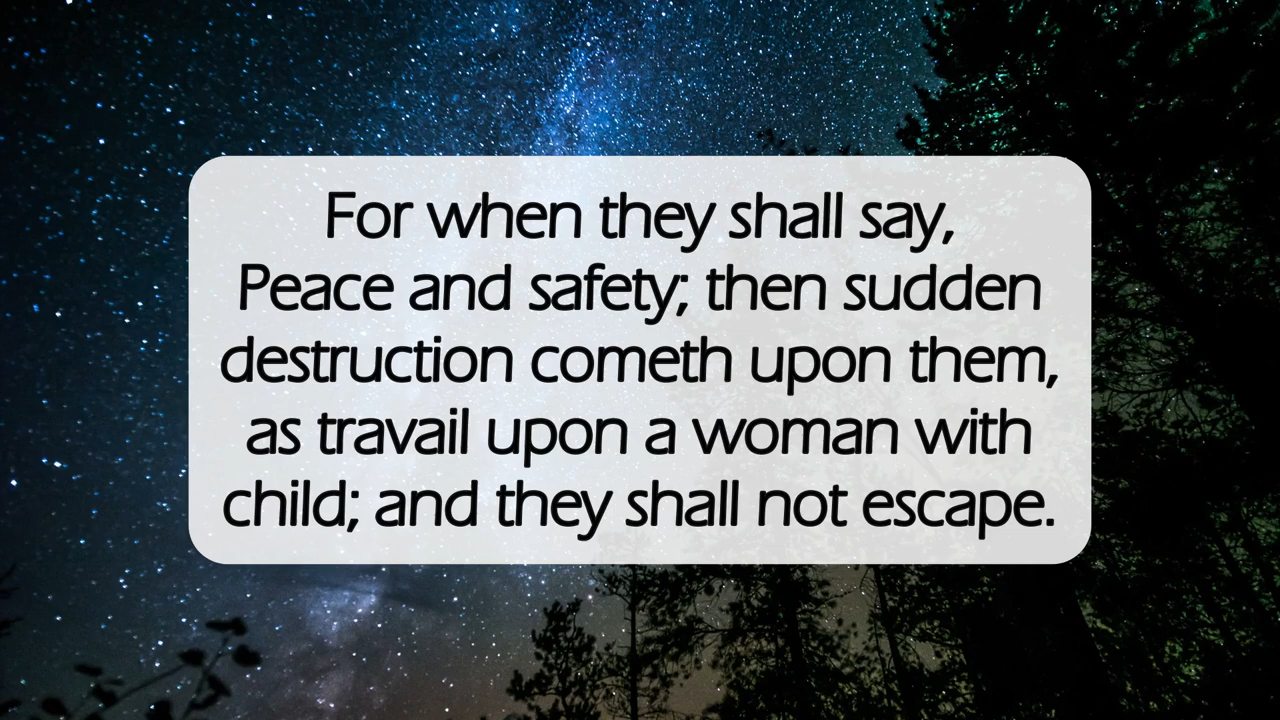 For when they shall say,
Peace and safety; then sudden
destruction cometh upon them,
as travail upon a woman with
child; and they shall not escape.